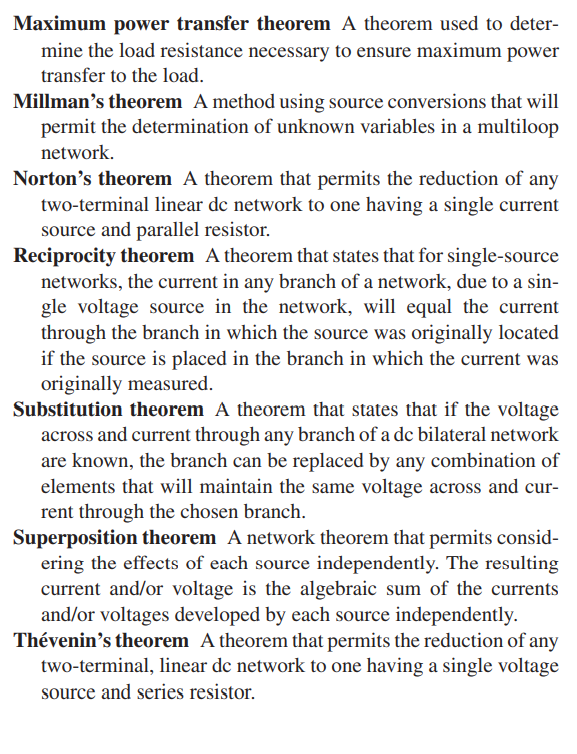 Maximum power transfer theorem A theorem used to deter-
mine the load resistance necessary to ensure maximum power
transfer to the load.
Millman's theorem A method using source conversions that will
permit the determination of unknown variables in a multiloop
network.
Norton's theorem A theorem that permits the reduction of any
two-terminal linear dc network to one having a single current
source and parallel resistor.
Reciprocity theorem A theorem that states that for single-source
networks, the current in any branch of a network, due to a sin-
gle voltage source in the network, will equal the current
through the branch in which the source was originally located
if the source is placed in the branch in which the current was
originally measured.
Substitution theorem A theorem that states that if the voltage
across and current through any branch of a dc bilateral network
are known, the branch can be replaced by any combination of
elements that will maintain the same voltage across and cur-
rent through the chosen branch.
Superposition theorem A network theorem that permits consid-
ering the effects of each source independently. The resulting
current and/or voltage is the algebraic sum of the currents
and/or voltages developed by each source independently.
Thévenin's theorem A theorem that permits the reduction of any
two-terminal, linear dc network to one having a single voltage
source and series resistor.